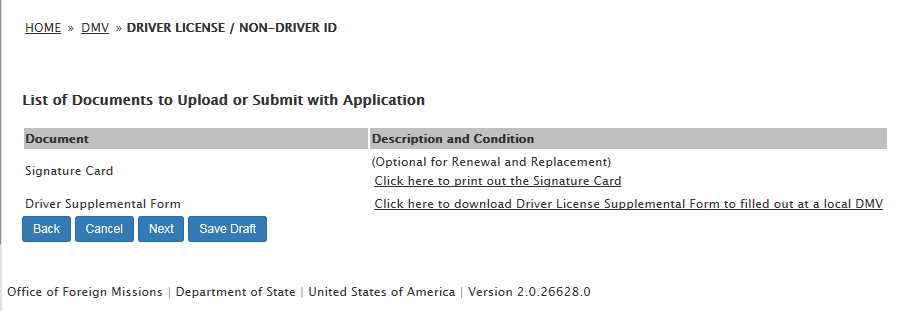 HOME » DMV » DRIVER LICENSE / NON-DRIVER ID
List of Documents to Upload or Submit with Application
Document Description and Condition
Signature Card (Optional for Renewal and Replacement)
Click here to print out the Signature Card
Driver Supplemental Form Click here to download Driver License Supplemental Form to filled out at a local DMV
Back Cancel Next Save Draft
Office of Foreign Missions | Department of State | United States of America | Version 2.0.26628.0